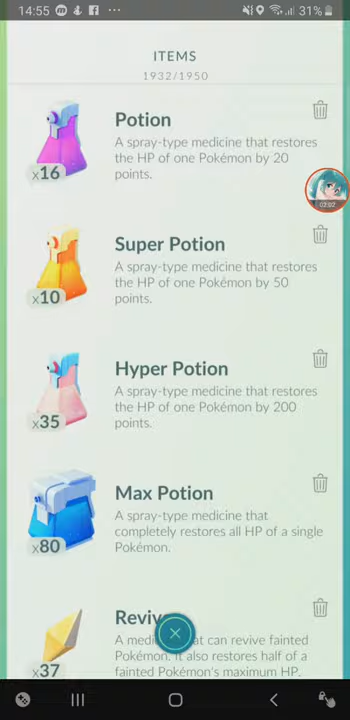 14:55
31%
ITEMS
1932/1950
Potion
A spray-type medicine that restores
the HP of one Pokémon by 20
points.
x16
Super Potion
A spray-type medicine that restores
the HP of one Pokémon by 50
points.
x10
Hyper Potion
A spray-type medicine that restores
the HP of one Pokémon by 200
points.
x35
Max Potion
A spray-type medicine that
completely restores all HP of a single
Pokémon.
x80
A
can revive fainted
Pokémon. It also restores half of a
fainted Pokémon's maximum HP.
x37